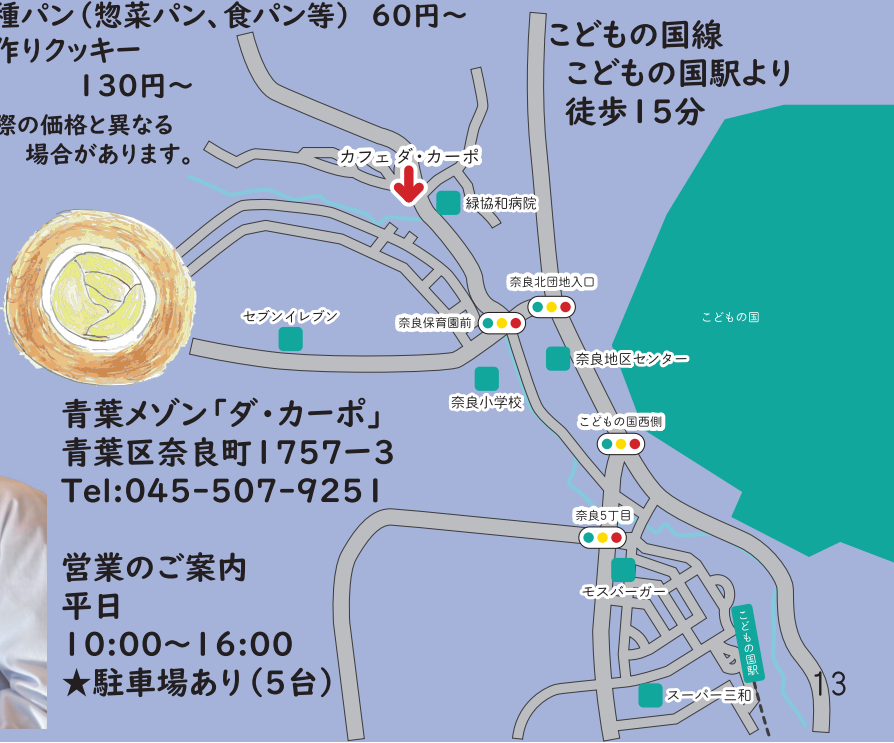 種パン（惣菜パン、食パン等） 60円～
作りクッキー
130円～
際の価格と異なる
場合があります。
こどもの国線
こどもの国駅より
徒歩15分
カフェ ダ・カーポ
緑協和病院
奈良北団地入口
こどもの国
セブンイレブン
奈良保育園前
奈良地区センター
奈良小学校
こどもの国西側
青葉メゾン「ダ・カーポ」
青葉区奈良町1757－3
Tel:045-507-9251
奈良5丁目
モスバーガー
営業のご案内
平日
10:00～16:00
★駐車場あり（5台）
こどもの国駅
スーパー三和
13